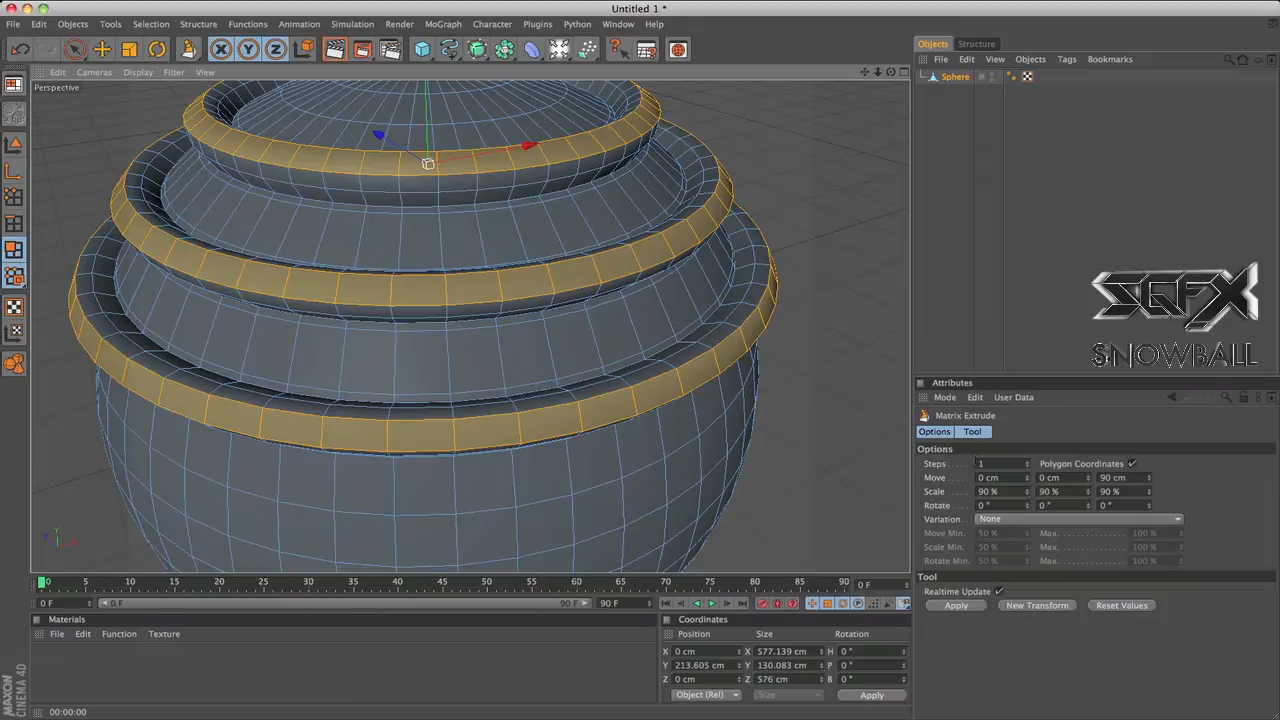 Untitled 1 *
File Edit Objects Tools Selection Structure Functions Animation Simulation Render MoGraph Character Plugins Python Window Help
Objects Structure
File Edit View Objects Tags Bookmarks
Sphere
Edit Cameras Display Filter View
Perspective
X Y Z
SGFX
SNOWBALL
Attributes
Mode Edit User Data
Matrix Extrude
Options Tool
Options
Steps 1 Polygon Coordinates
Move 0 cm 0 cm 90 cm
Scale 90 % 90 % 90 %
Rotate 0 ° 0 ° 0 °
Variation None
Move Min. 50 % Max. 100 %
Scale Min. 50 % Max. 100 %
Rotate Min. 50 % Max. 100 %
Tool
Realtime Update
Apply New Transform Reset Values
Y
Z X
0 5 10 15 20 25 30 35 40 45 50 55 60 65 70 75 80 85 90 0 F
0 F 0 F 90 F 90 F
Materials
File Edit Function Texture
Coordinates
Position Size Rotation
X 0 cm X 577.139 cm H 0 °
Y 213.605 cm Y 130.083 cm P 0 °
Z 0 cm Z 576 cm B 0 °
Object (Rel) Size Apply
MAXON
CINEMA 4D
00:00:00